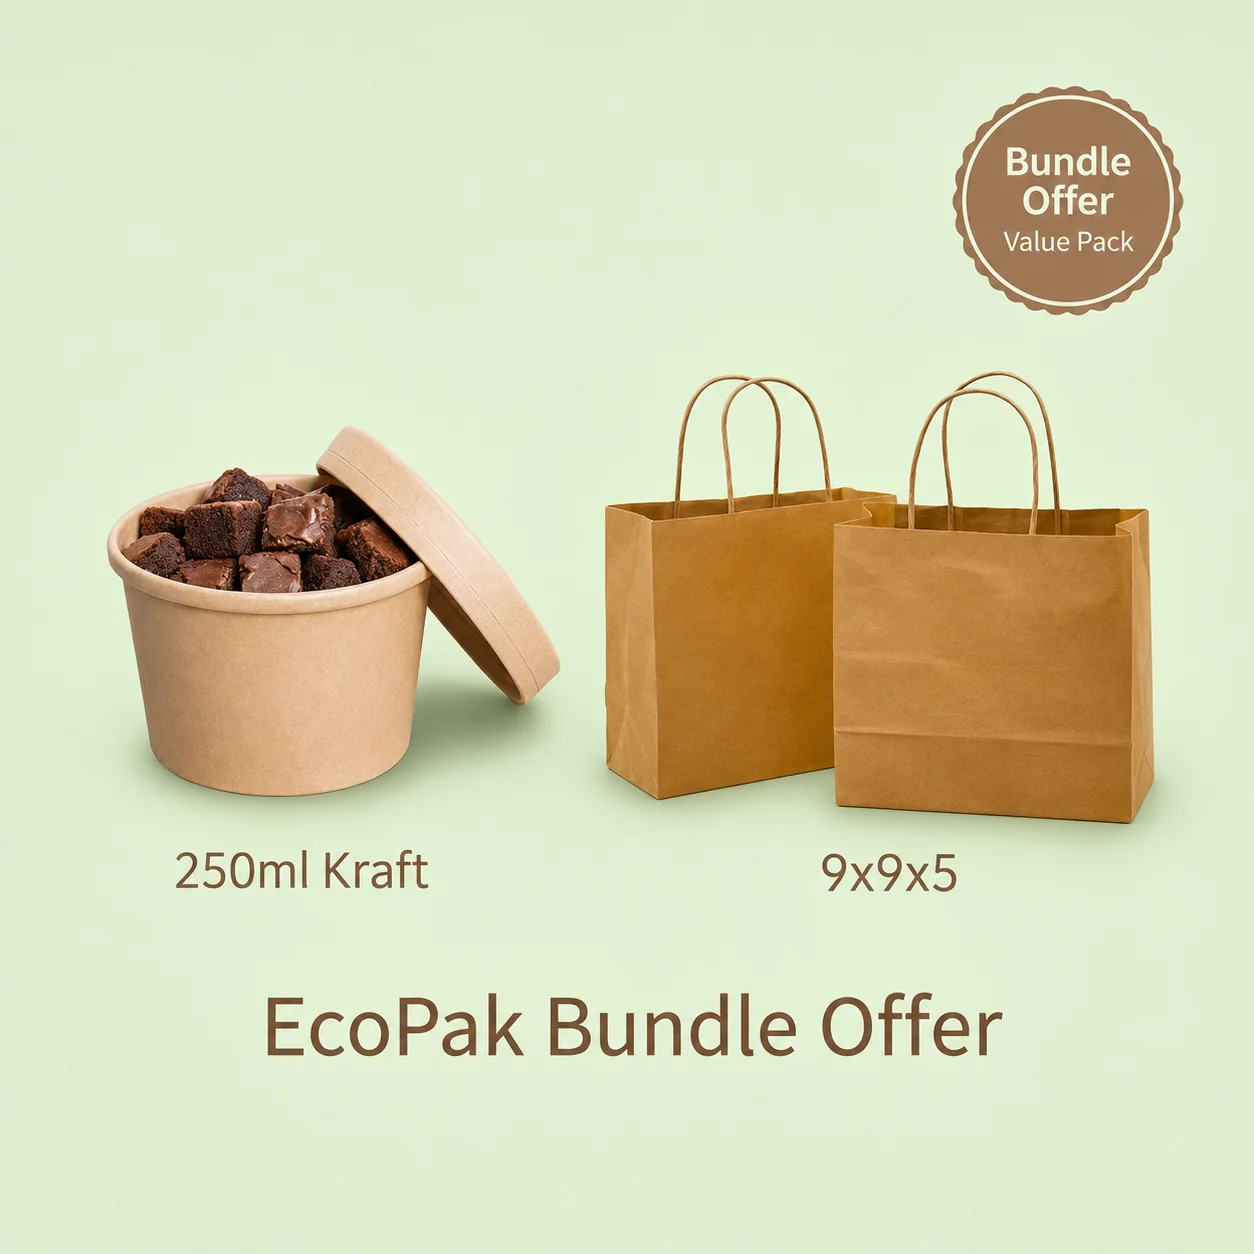 Bundle
Offer
Value Pack
250ml Kraft
9x9x5
EcoPak Bundle Offer